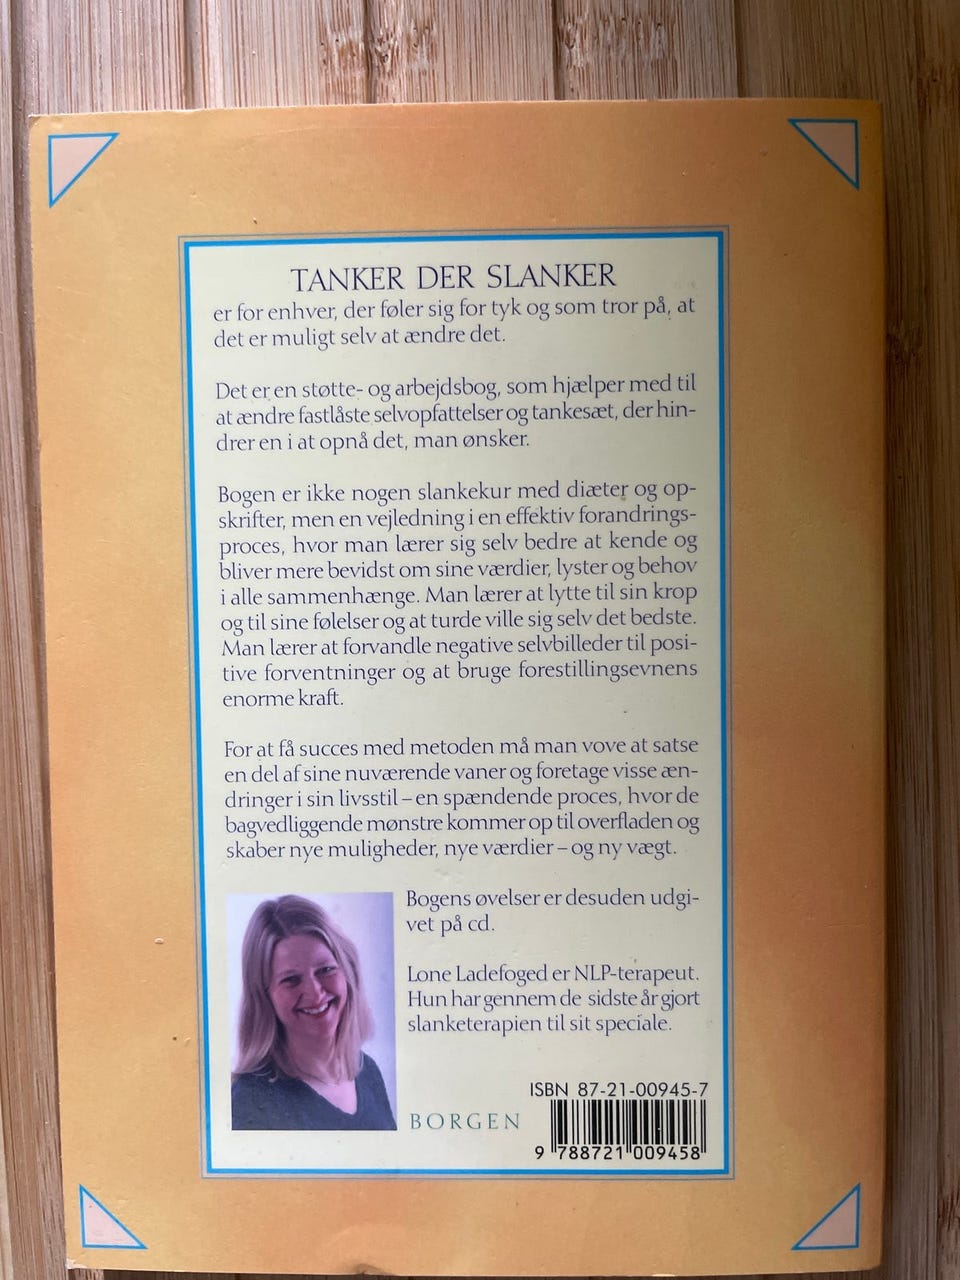 TANKER DER SLANKER
er for enhver, der føler sig for tyk og som tror på, at
det er muligt selv at ændre det.
Det er en støtte- og arbejdsbog, som hjælper med til
at ændre fastlåste selvopfattelser og tankesæt, der hin-
drer en i at opnå det, man ønsker.
Bogen er ikke nogen slankekur med diæter og op-
skrifter, men en vejledning i en effektiv forandrings-
proces, hvor man lærer sig selv bedre at kende og
bliver mere bevidst om sine værdier, lyster og behov
i alle sammenhænge. Man lærer at lytte til sin krop
og til sine følelser og at turde ville sig selv det bedste.
Man lærer at forvandle negative selvbilleder til posi-
tive forventninger og at bruge forestillingsevnens
enorme kraft.
For at få succes med metoden må man vove at satse
en del af sine nuværende vaner og foretage visse æn-
dringer i sin livsstil – en spændende proces, hvor de
bagvedliggende mønstre kommer op til overfladen og
skaber nye muligheder, nye værdier – og ny vægt.
Bogens øvelser er desuden udgi-
vet på cd.
Lone Ladefoged er NLP-terapeut.
Hun har gennem de sidste år gjort
slanketerapien til sit speciale.
ISBN 87-21-00945-7
BORGEN
9 788721 009458